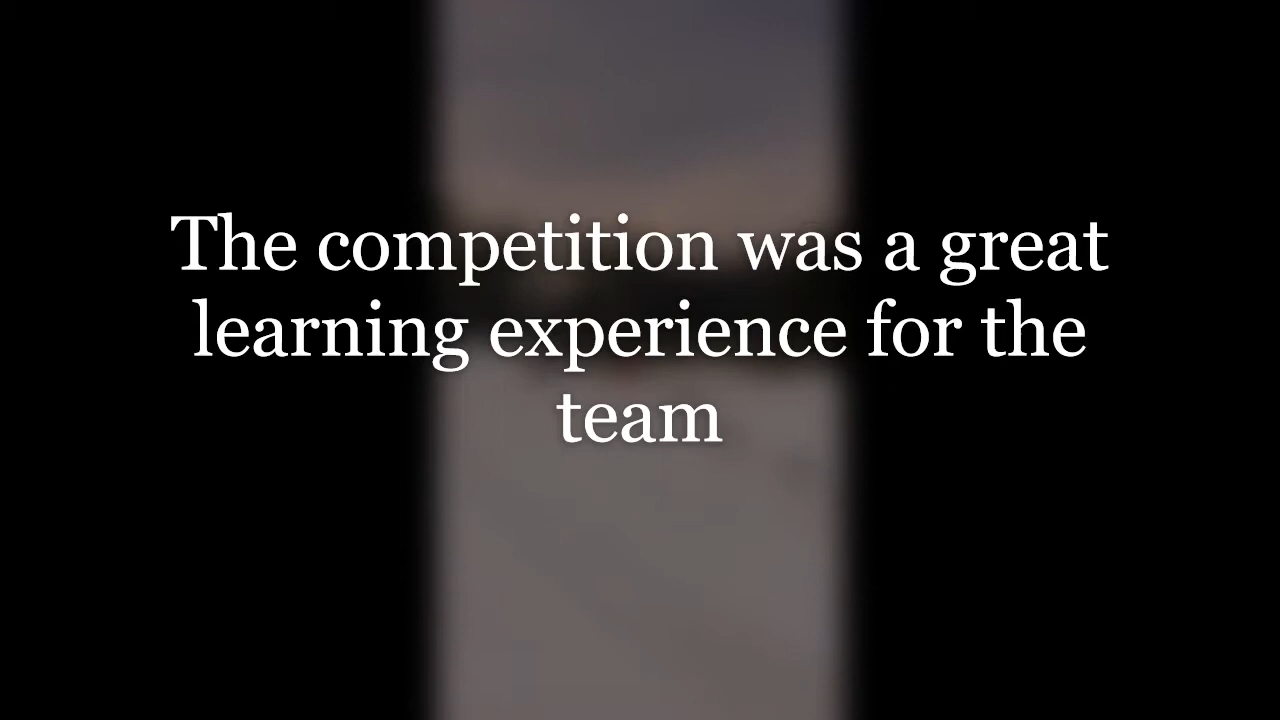 The competition was a great
learning experience for the
team